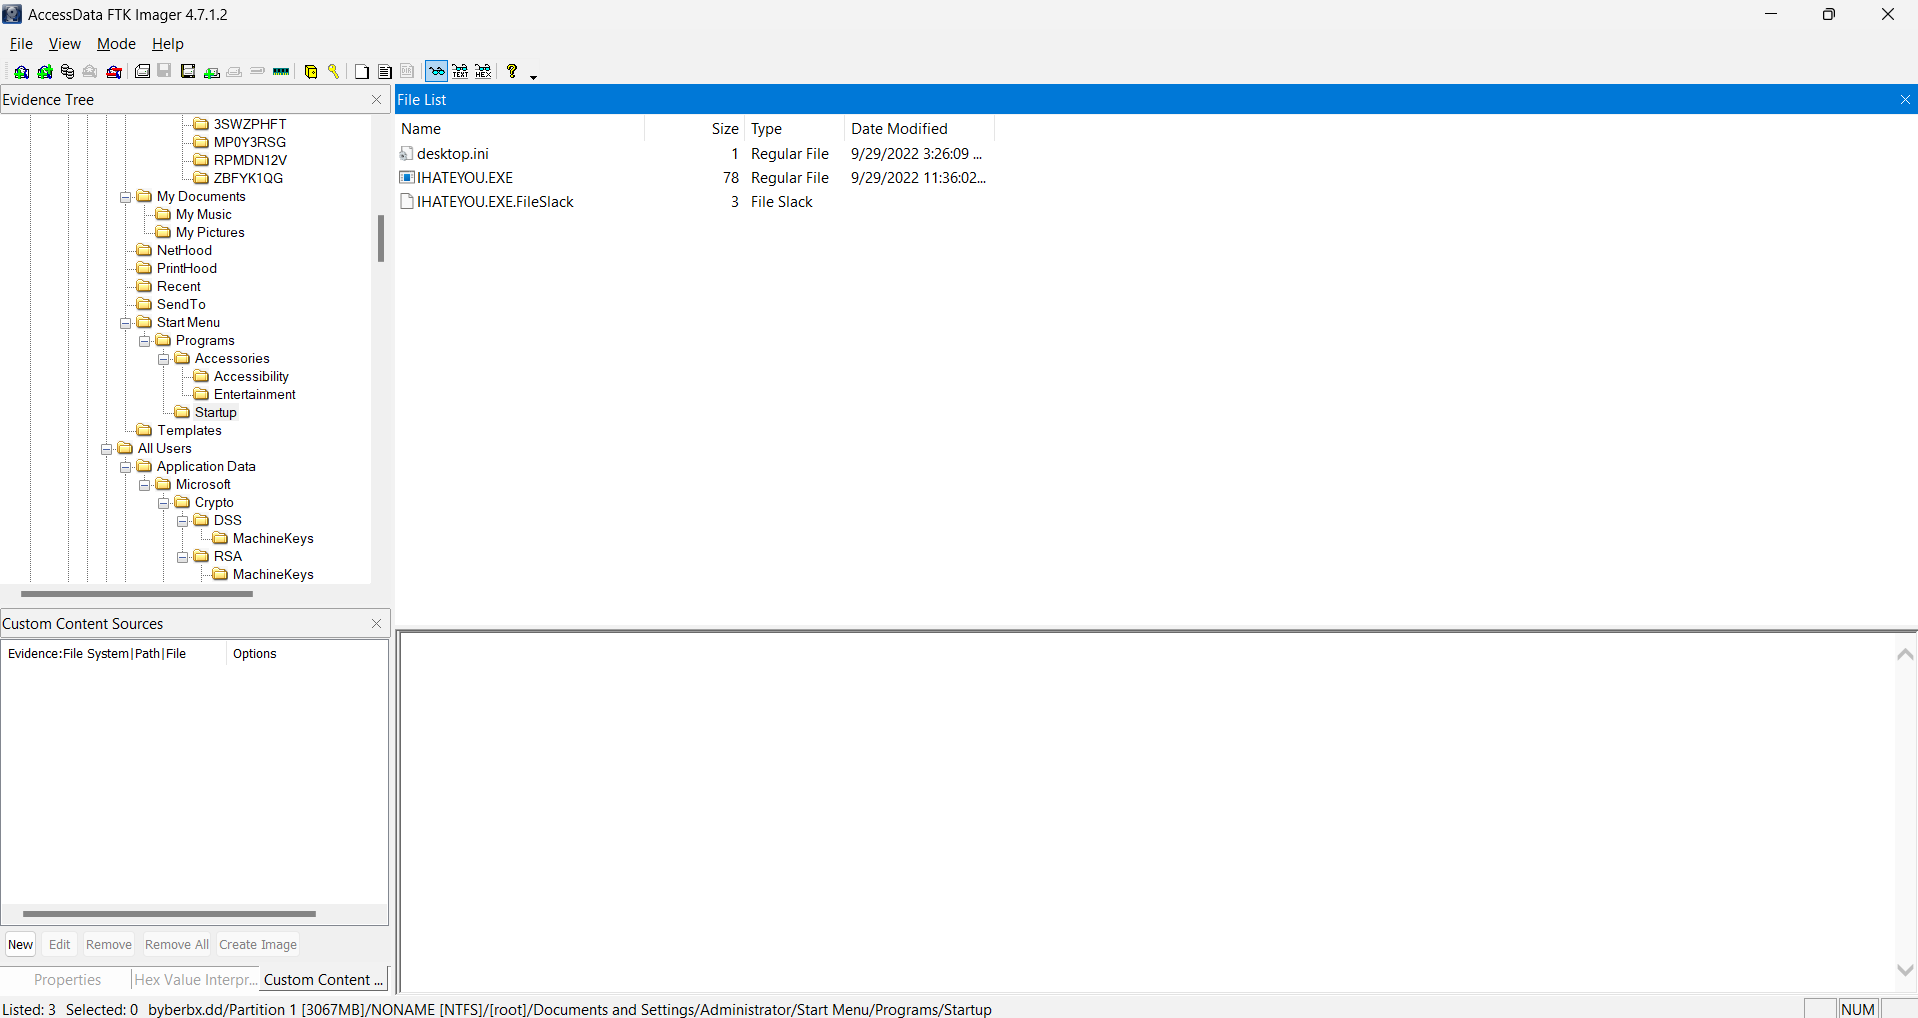 AccessData FTK Imager 4.7.1.2
File View Mode Help
Evidence Tree
3SWZPHFT
MP0Y3RSG
RPMDN12V
ZBFYK1QG
My Documents
My Music
My Pictures
NetHood
PrintHood
Recent
SendTo
Start Menu
Programs
Accessories
Accessibility
Entertainment
Startup
Templates
All Users
Application Data
Microsoft
Crypto
DSS
MachineKeys
RSA
MachineKeys
File List
Name Size Type Date Modified
desktop.ini 1 Regular File 9/29/2022 3:26:09 ...
IHATEYOU.EXE 78 Regular File 9/29/2022 11:36:02...
IHATEYOU.EXE.FileSlack 3 File Slack
Custom Content Sources
Evidence:File System|Path|File Options
New Edit Remove Remove All Create Image
Properties Hex Value Interpr... Custom Content ...
Listed: 3 Selected: 0 byberbx.dd/Partition 1 [3067MB]/NONAME [NTFS]/[root]/Documents and Settings/Administrator/Start Menu/Programs/Startup NUM